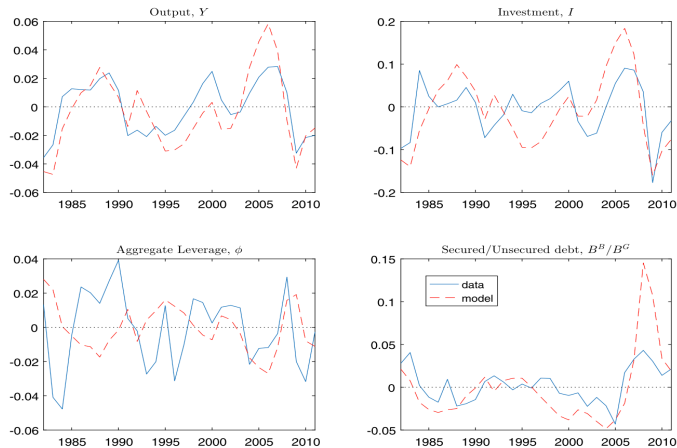 Output, Y
0.06
0.04
0.02
0
-0.02
-0.04
-0.06
1985 1990 1995 2000 2005 2010
Investment, I
0.2
0.1
0
-0.1
-0.2
1985 1990 1995 2000 2005 2010
Aggregate Leverage, ϕ
0.04
0.02
0
-0.02
-0.04
-0.06
1985 1990 1995 2000 2005 2010
Secured/Unsecured debt, B^B/B^G
0.15
0.1
0.05
0
-0.05
data
model
1985 1990 1995 2000 2005 2010